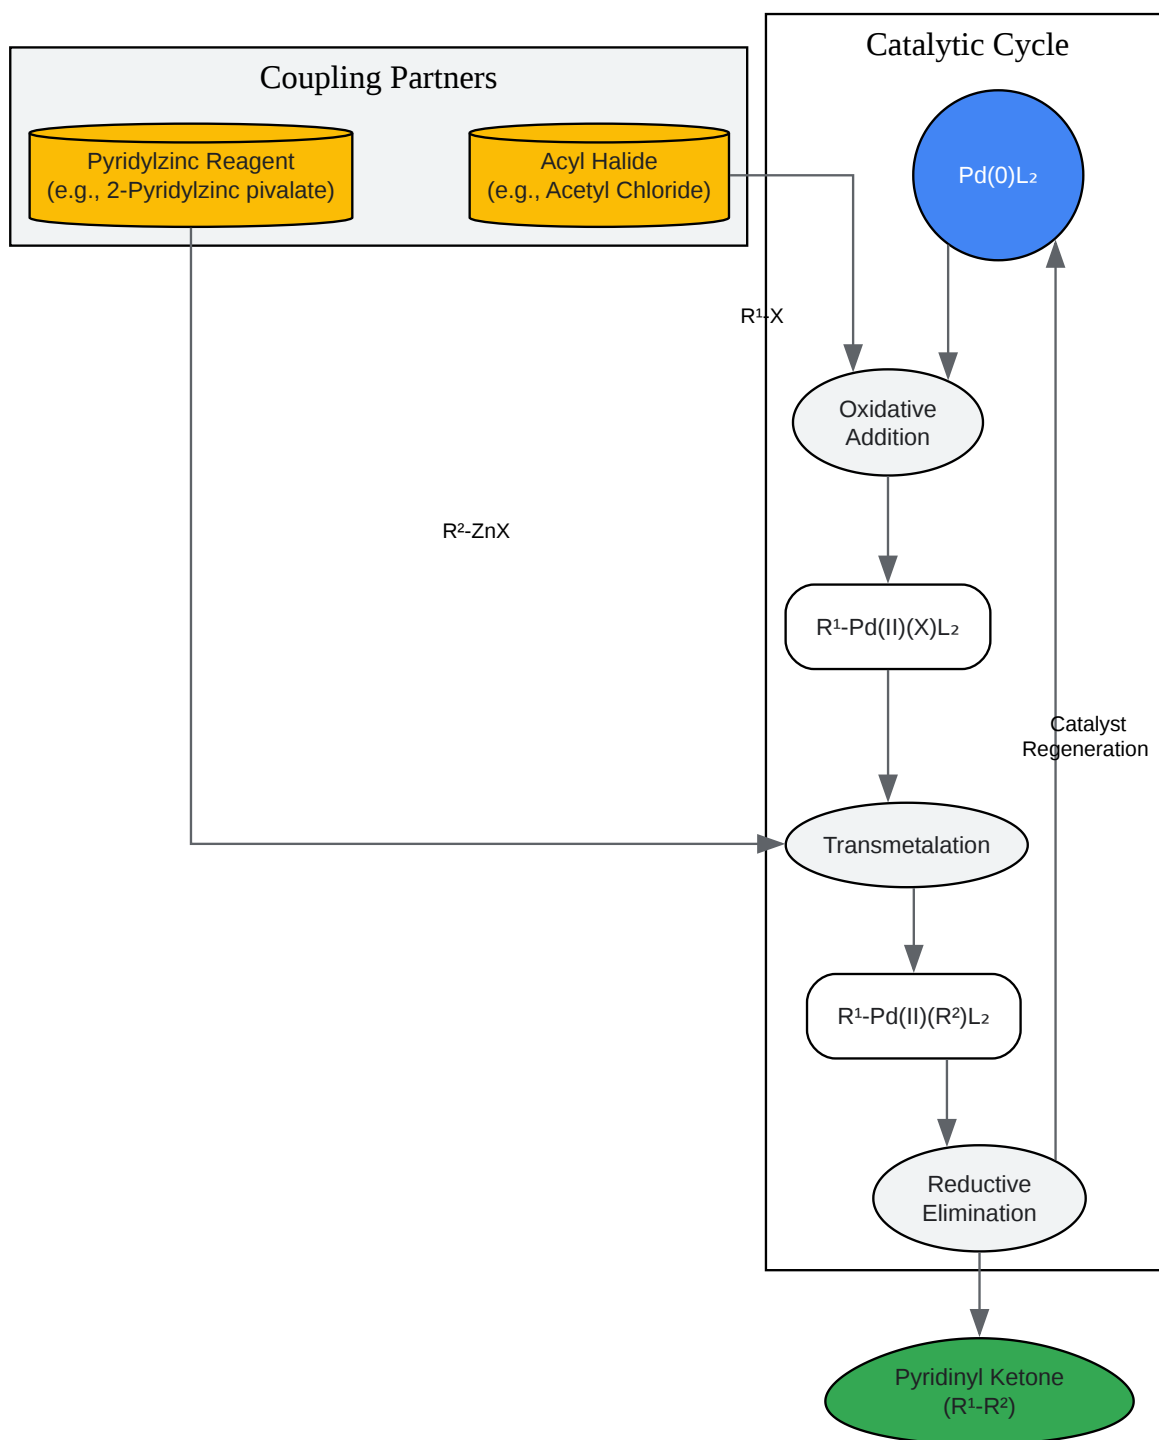 Coupling Partners
Pyridylzinc Reagent
(e.g., 2-Pyridylzinc pivalate)
Acyl Halide
(e.g., Acetyl Chloride)
Catalytic Cycle
Pd(0)L₂
R¹-X
Oxidative
Addition
R²-ZnX
R¹-Pd(II)(X)L₂
Catalyst
Regeneration
Transmetalation
R¹-Pd(II)(R²)L₂
Reductive
Elimination
Pyridinyl Ketone
(R¹-R²)